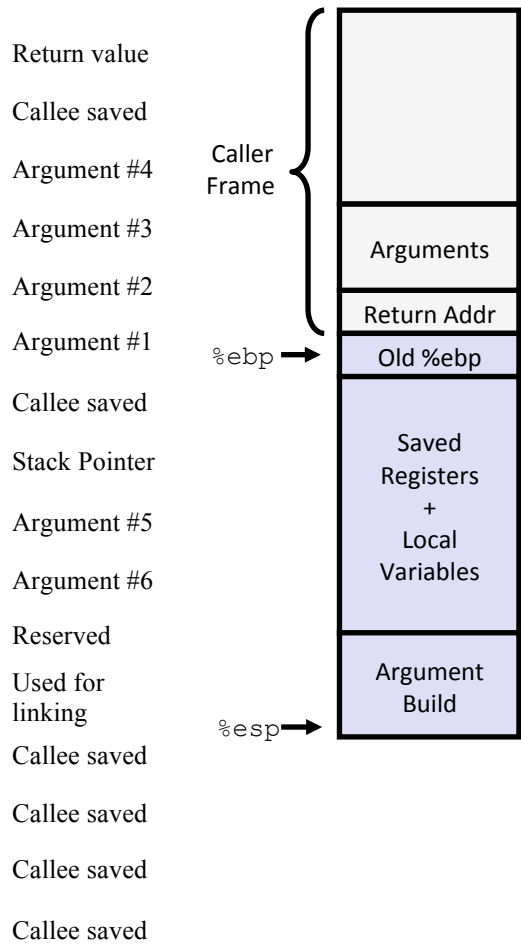 Return value
Callee saved
Argument #4
Argument #3
Argument #2
Argument #1
Callee saved
Stack Pointer
Argument #5
Argument #6
Reserved
Used for
linking
Callee saved
Callee saved
Callee saved
Callee saved
Caller
Frame
Arguments
Return Addr
%ebp
Old %ebp
Saved
Registers
+
Local
Variables
Argument
Build
%esp